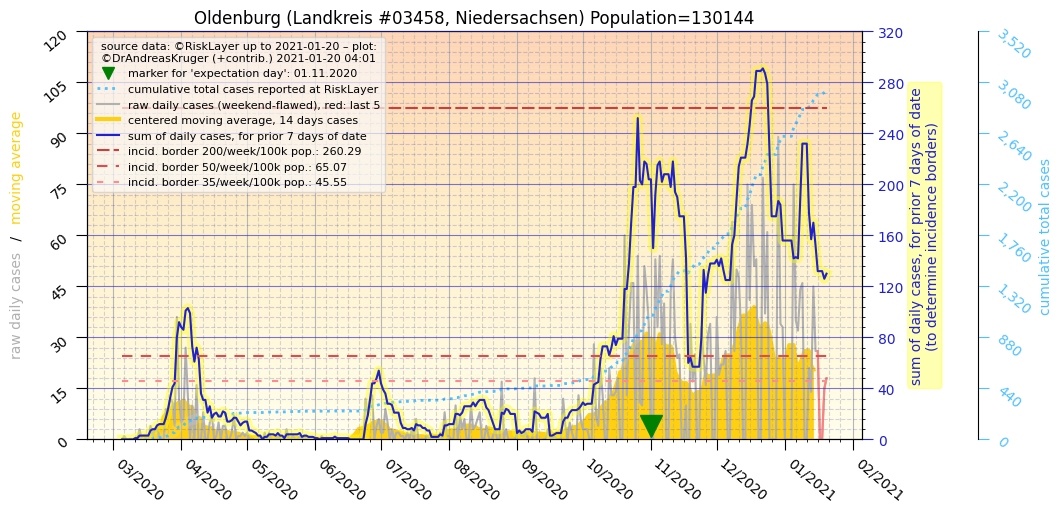 Oldenburg (Landkreis #03458, Niedersachsen) Population=130144
source data: ©RiskLayer up to 2021-01-20 – plot:
©DrAndreasKruger (+contrib.) 2021-01-20 04:01
marker for 'expectation day': 01.11.2020
cumulative total cases reported at RiskLayer
raw daily cases (weekend-flawed), red: last 5
centered moving average, 14 days cases
sum of daily cases, for prior 7 days of date
incid. border 200/week/100k pop.: 260.29
incid. border 50/week/100k pop.: 65.07
incid. border 35/week/100k pop.: 45.55
raw daily cases / moving average
120
105
90
75
60
45
30
15
0
320
280
240
200
160
120
80
40
0
sum of daily cases, for prior 7 days of date
(to determine incidence borders)
3,520
3,080
2,640
2,200
1,760
1,320
880
440
0
cumulative total cases
03/2020
04/2020
05/2020
06/2020
07/2020
08/2020
09/2020
10/2020
11/2020
12/2020
01/2021
02/2021